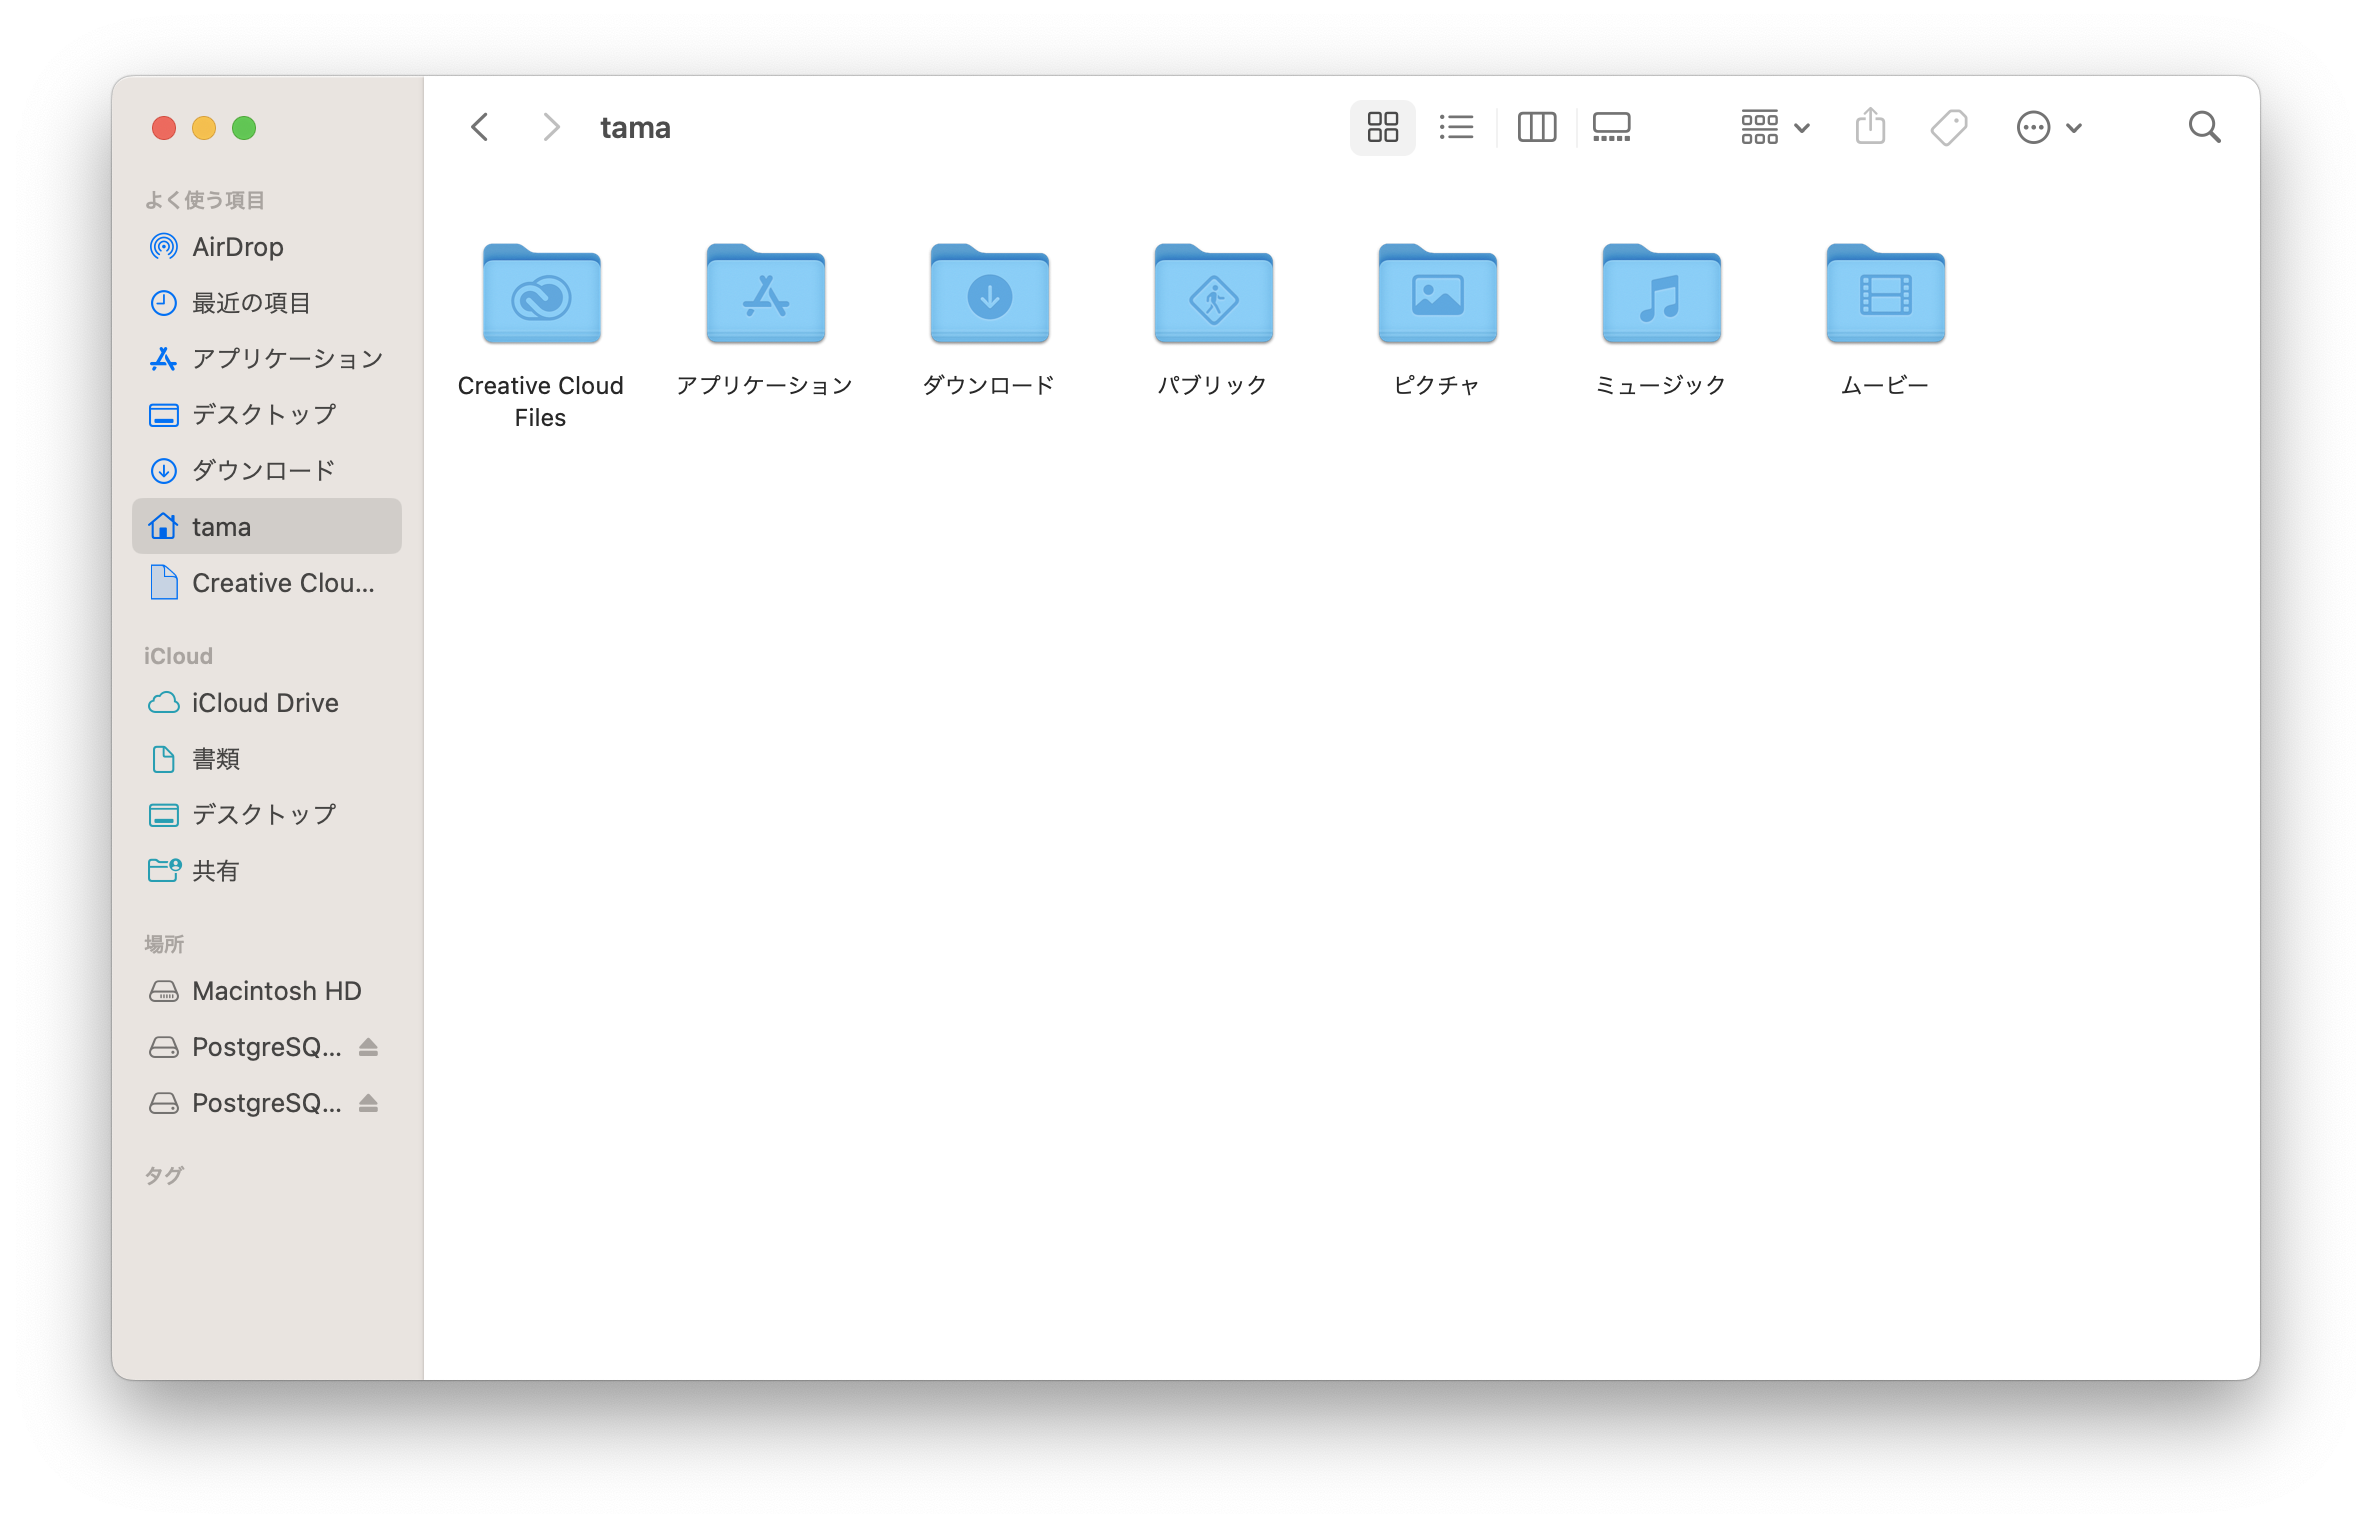 よく使う項目
AirDrop
最近の項目
アプリケーション
デスクトップ
ダウンロード
tama
Creative Clou...
iCloud
iCloud Drive
書類
デスクトップ
共有
場所
Macintosh HD
PostgreSQ...
PostgreSQ...
タグ
tama
Creative Cloud
Files
アプリケーション
ダウンロード
パブリック
ピクチャ
ミュージック
ムービー